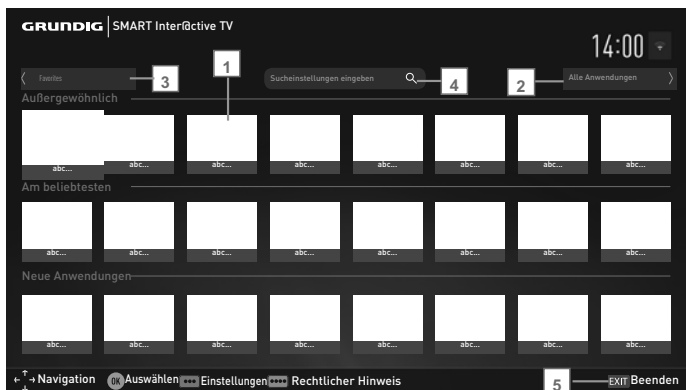 GRUNDIG SMART Inter@ctive TV
14:00
Favorites 3 1 Sucheinstellungen eingeben 4 2 Alle Anwendungen
Außergewöhnlich
abc... abc... abc... abc... abc... abc... abc... abc...
Am beliebtesten
abc... abc... abc... abc... abc... abc... abc... abc...
Neue Anwendungen
abc... abc... abc... abc... abc... abc... abc... abc...
Navigation OK Auswählen Einstellungen Rechtlicher Hinweis 5 EXIT Beenden